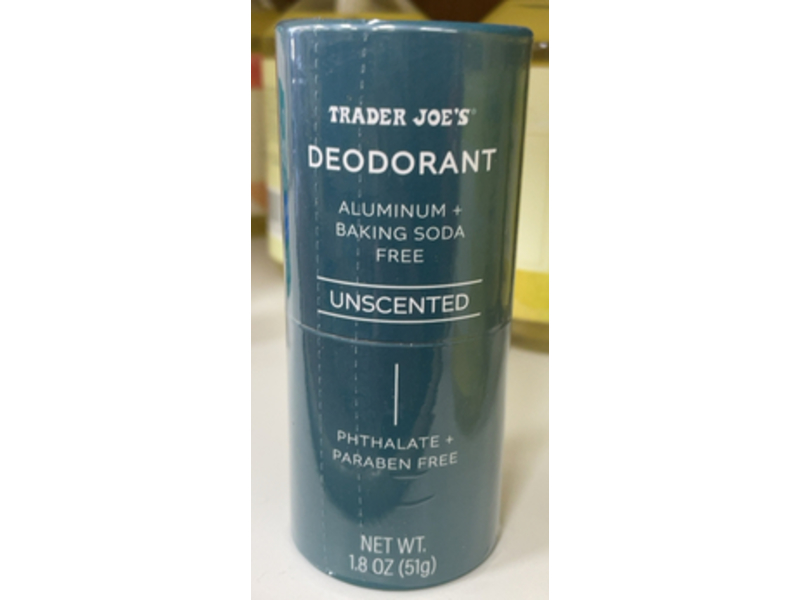 TRADER JOE'S
DEODORANT
ALUMINUM +
BAKING SODA
FREE
UNSCENTED
PHTHALATE +
PARABEN FREE
NET WT.
1.8 OZ (51g)